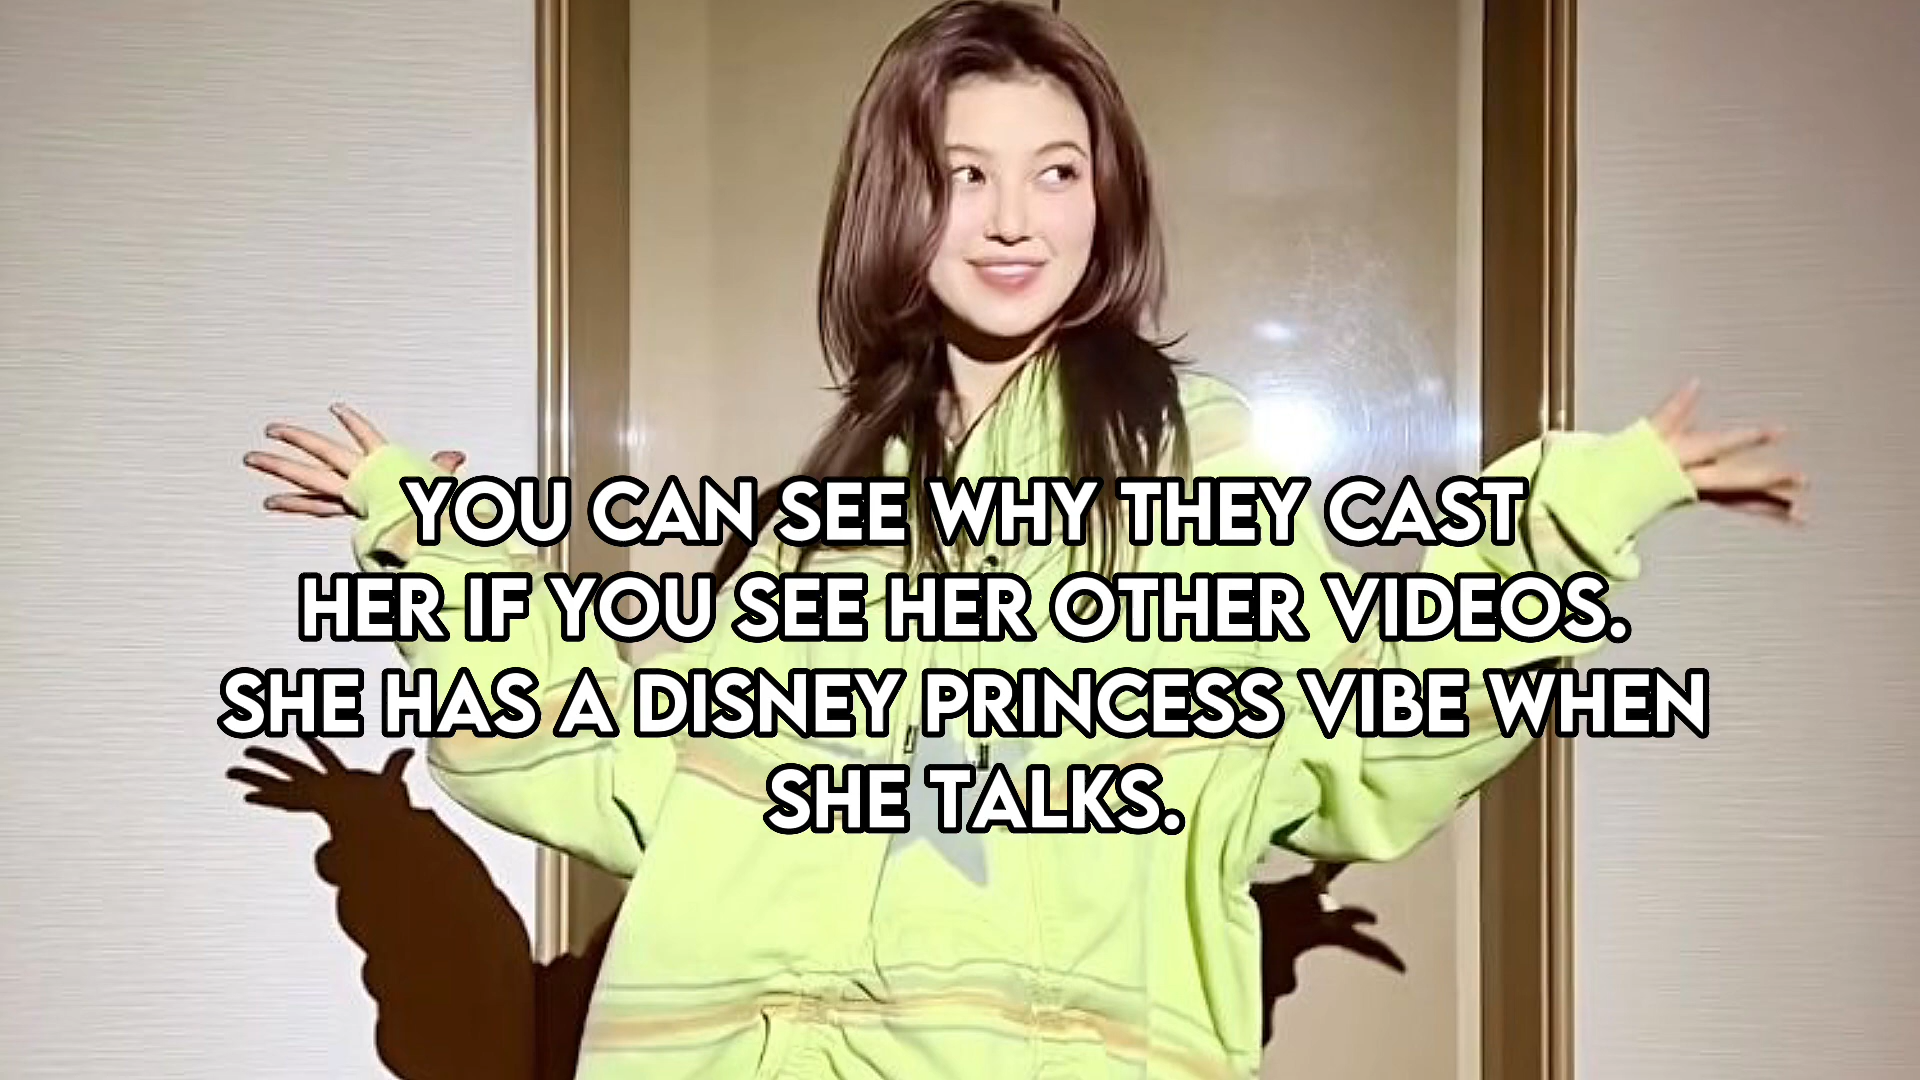 YOU CAN SEE WHY THEY CAST
HER IF YOU SEE HER OTHER VIDEOS.
SHE HAS A DISNEY PRINCESS VIBE WHEN
SHE TALKS.